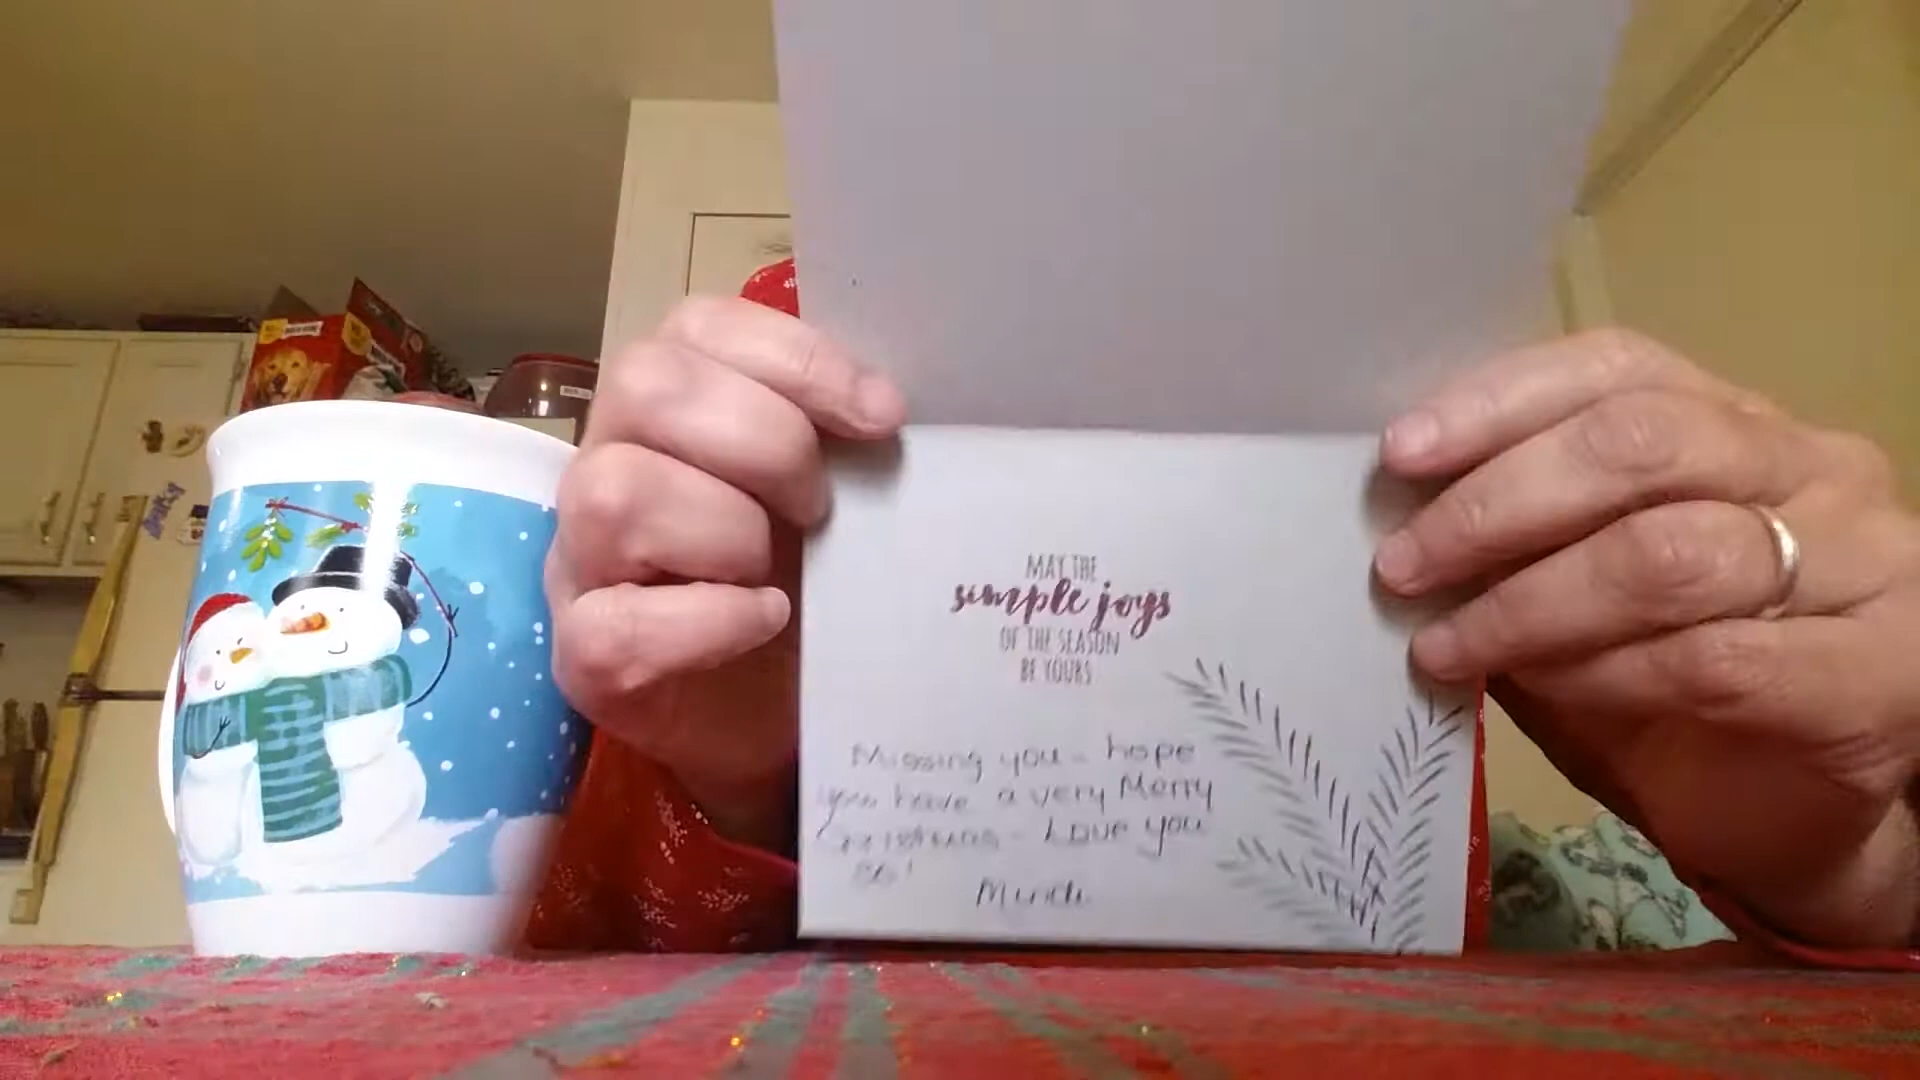 MAY THE
simple joys
OF THE SEASON
BE YOURS
Missing you - hope
you have a very Merry
Christmas - Love you
so!
Mindi